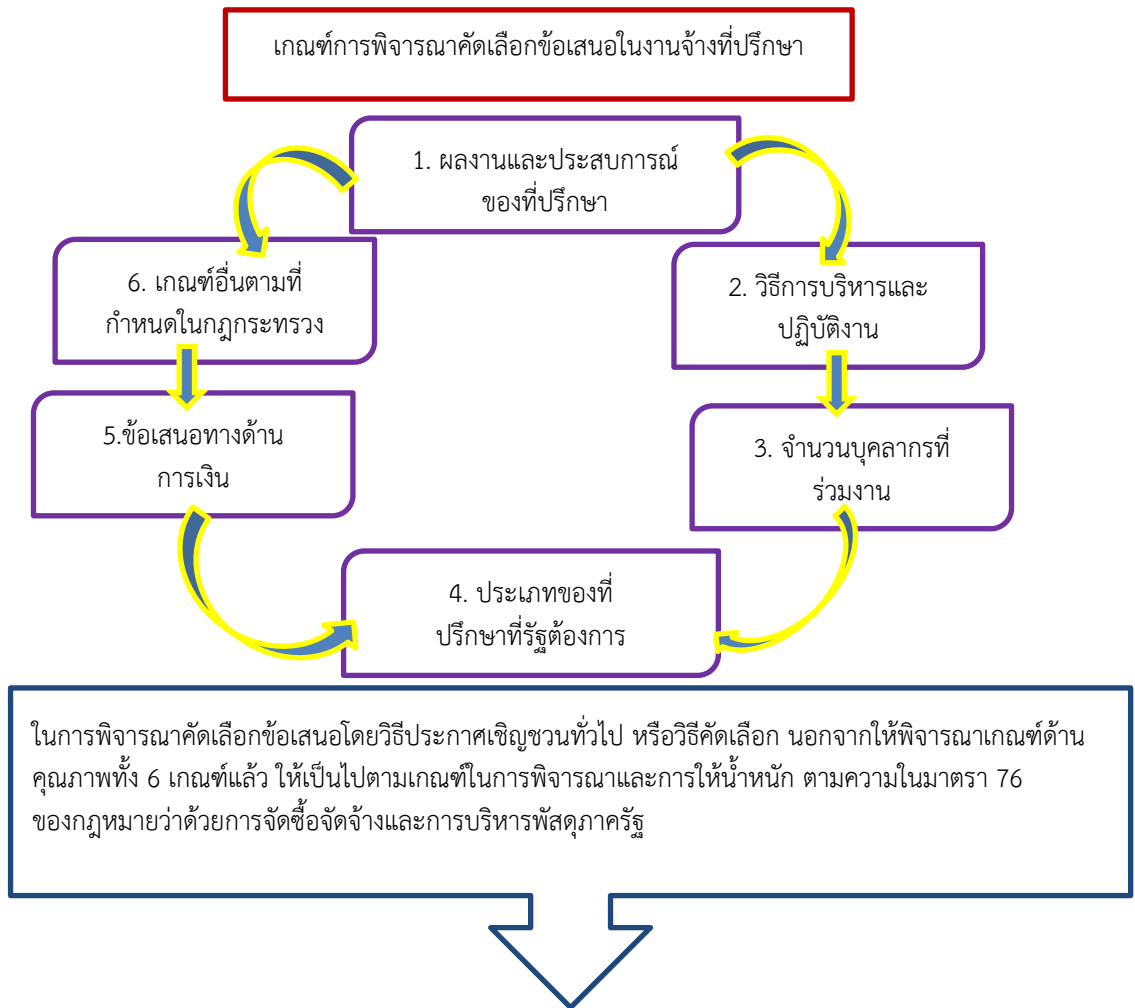 เกณฑ์การพิจารณาคัดเลือกข้อเสนอในงานจ้างที่ปรึกษา
1. ผลงานและประสบการณ์
ของที่ปรึกษา
6. เกณฑ์อื่นตามที่
กำหนดในกฎกระทรวง
2. วิธีการบริหารและ
ปฏิบัติงาน
5.ข้อเสนอทางด้าน
การเงิน
3. จำนวนบุคลากรที่
ร่วมงาน
4. ประเภทของที่
ปรึกษาที่รัฐต้องการ
ในการพิจารณาคัดเลือกข้อเสนอโดยวิธีประกาศเชิญชวนทั่วไป หรือวิธีคัดเลือก นอกจากให้พิจารณาเกณฑ์ด้าน
คุณภาพทั้ง 6 เกณฑ์แล้ว ให้เป็นไปตามเกณฑ์ในการพิจารณาและการให้น้ำหนัก ตามความในมาตรา 76
ของกฎหมายว่าด้วยการจัดซื้อจัดจ้างและการบริหารพัสดุภาครัฐ